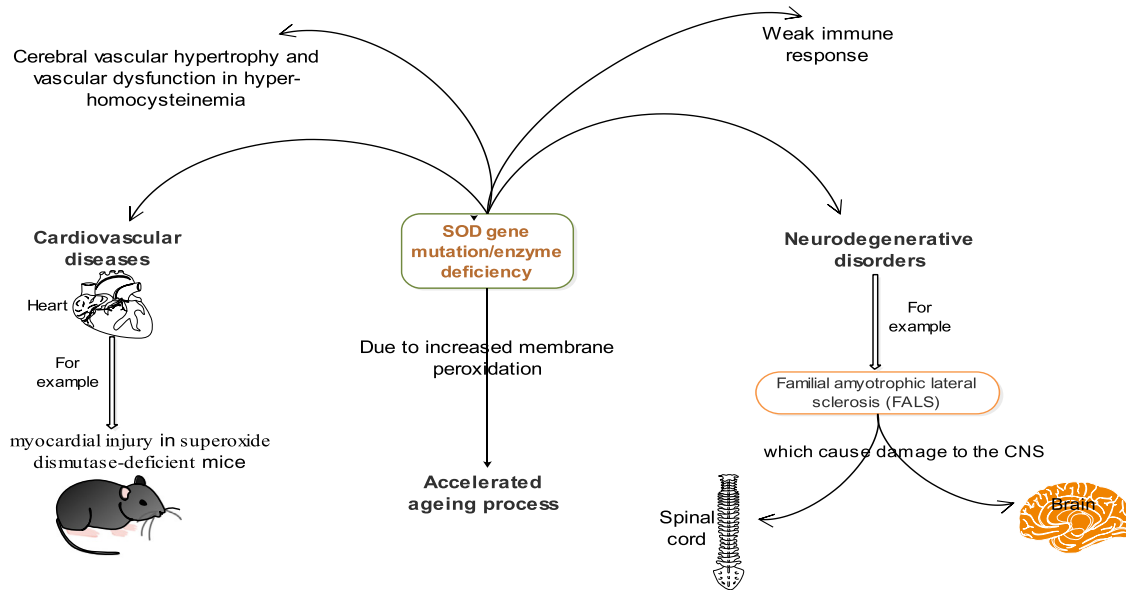 Cerebral vascular hypertrophy and
vascular dysfunction in hyper-
homocysteinemia
Weak immune
response
Cardiovascular
diseases
Heart
For
example
myocardial injury in superoxide
dismutase-deficient mice
SOD gene
mutation/enzyme
deficiency
Due to increased membrane
peroxidation
Accelerated
ageing process
Neurodegenerative
disorders
For
example
Familial amyotrophic lateral
sclerosis (FALS)
which cause damage to the CNS
Spinal
cord
Brain